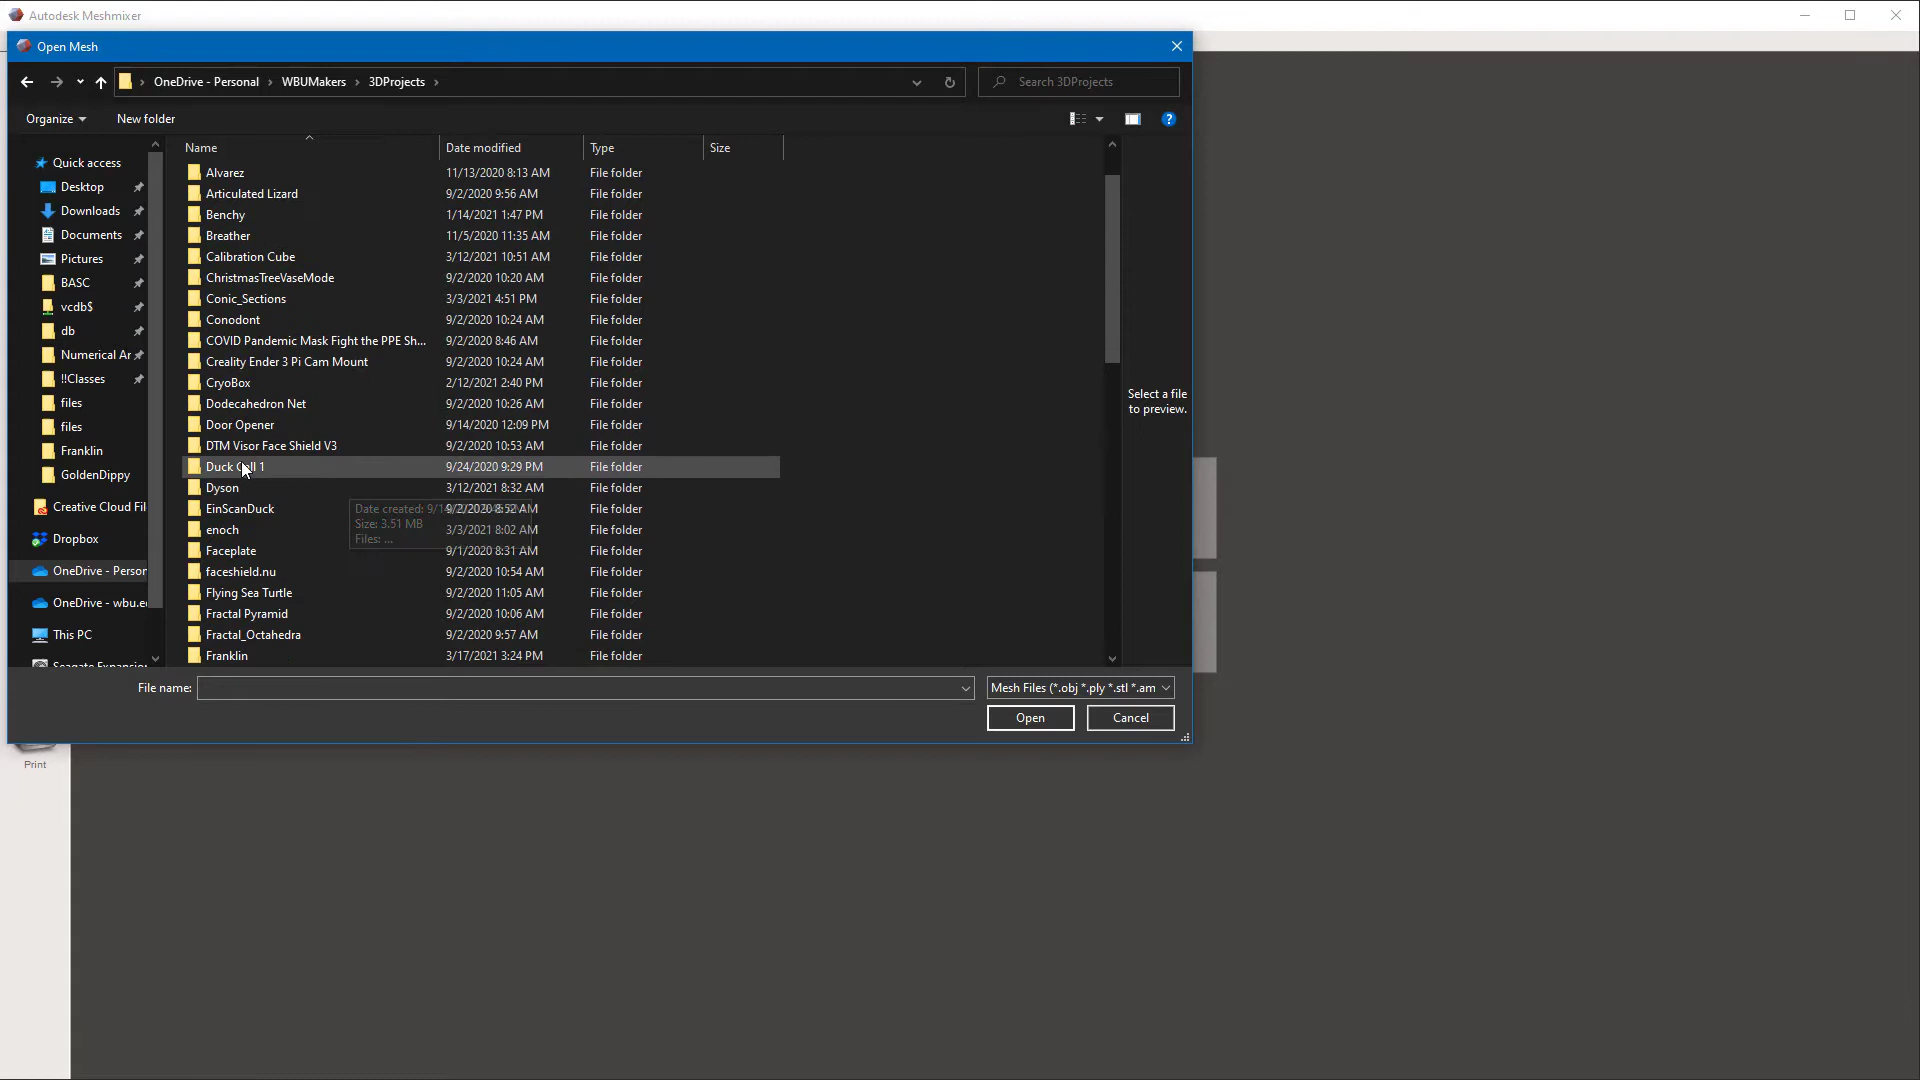 Autodesk Meshmixer
Open Mesh
OneDrive - Personal > WBUMakers > 3DProjects >
Search 3DProjects
Organize New folder
Name Date modified Type Size
Quick access
Desktop
Downloads
Documents
Pictures
BASC
vcdb$
db
Numerical Ar
!!Classes
files
files
Franklin
GoldenDippy
Creative Cloud Fil
Dropbox
OneDrive - Person
OneDrive - wbu.e
This PC
Alvarez 11/13/2020 8:13 AM File folder
Articulated Lizard 9/2/2020 9:56 AM File folder
Benchy 1/14/2021 1:47 PM File folder
Breather 11/5/2020 11:35 AM File folder
Calibration Cube 3/12/2021 10:51 AM File folder
ChristmasTreeVaseMode 9/2/2020 10:20 AM File folder
Conic_Sections 3/3/2021 4:51 PM File folder
Conodont 9/2/2020 10:24 AM File folder
COVID Pandemic Mask Fight the PPE Sh... 9/2/2020 8:46 AM File folder
Creality Ender 3 Pi Cam Mount 9/2/2020 10:24 AM File folder
CryoBox 2/12/2021 2:40 PM File folder
Dodecahedron Net 9/2/2020 10:26 AM File folder
Door Opener 9/14/2020 12:09 PM File folder
DTM Visor Face Shield V3 9/2/2020 10:53 AM File folder
Duck Call 1 9/24/2020 9:29 PM File folder
Dyson 3/12/2021 8:32 AM File folder
EinScanDuck 9/2/2020 8:52 AM File folder
enoch 3/3/2021 8:02 AM File folder
Faceplate 9/1/2020 8:31 AM File folder
faceshield.nu 9/2/2020 10:54 AM File folder
Flying Sea Turtle 9/2/2020 11:05 AM File folder
Fractal Pyramid 9/2/2020 10:06 AM File folder
Fractal_Octahedra 9/2/2020 9:57 AM File folder
Franklin 3/17/2021 3:24 PM File folder
Date created:
Size: 3.51 MB
Files: ...
Select a file
to preview.
File name: Mesh Files (*.obj *.ply *.stl *.am
Open Cancel
Print